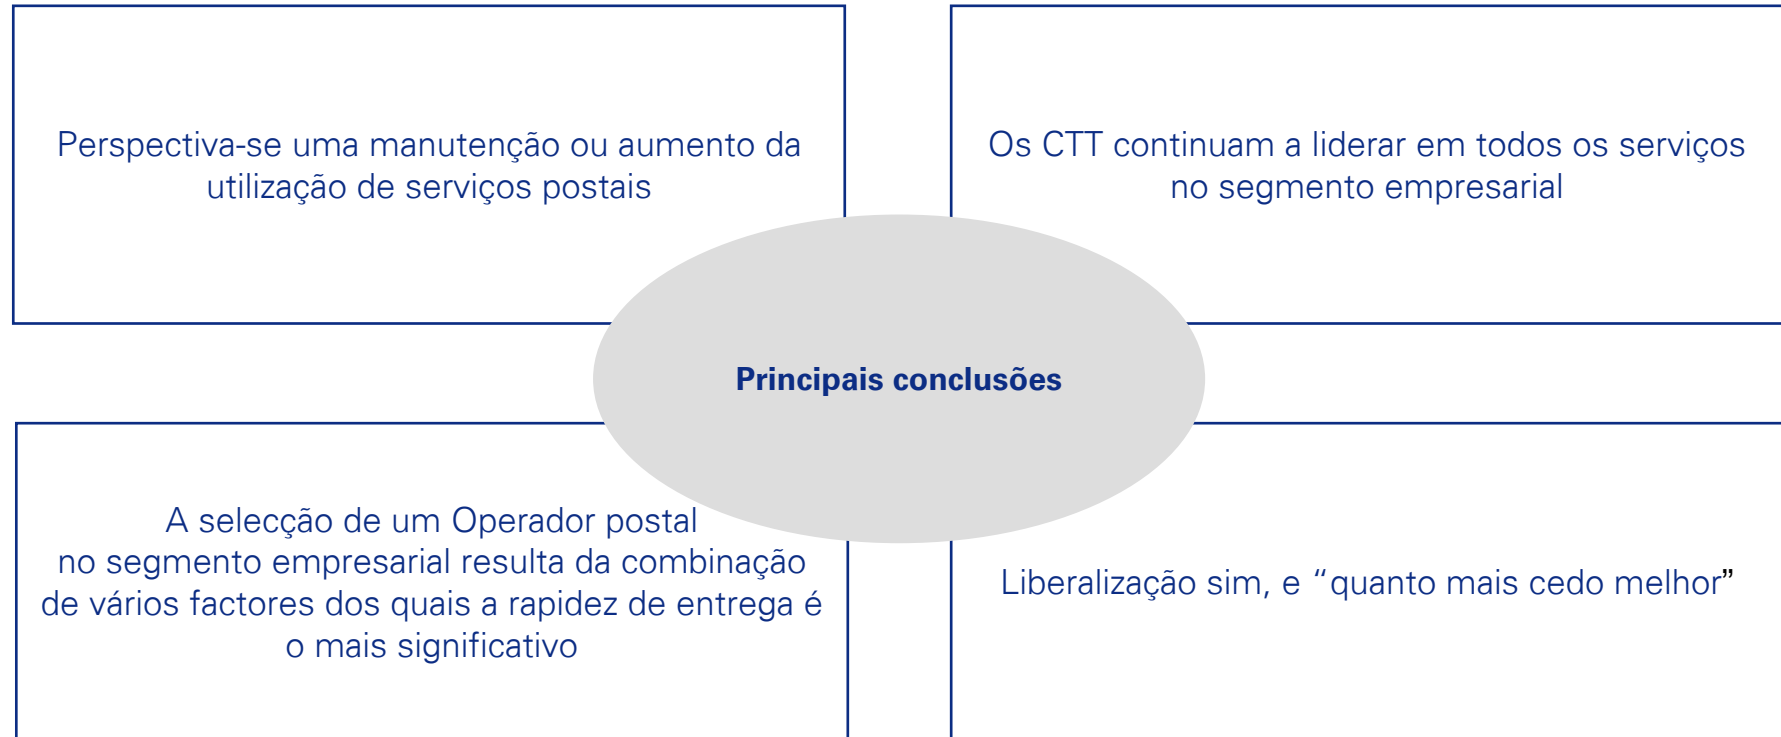 Perspectiva-se uma manutenção ou aumento da
utilização de serviços postais
Os CTT continuam a liderar em todos os serviços
no segmento empresarial
Principais conclusões
A selecção de um Operador postal
no segmento empresarial resulta da combinação
de vários factores dos quais a rapidez de entrega é
o mais significativo
Liberalização sim, e “quanto mais cedo melhor”